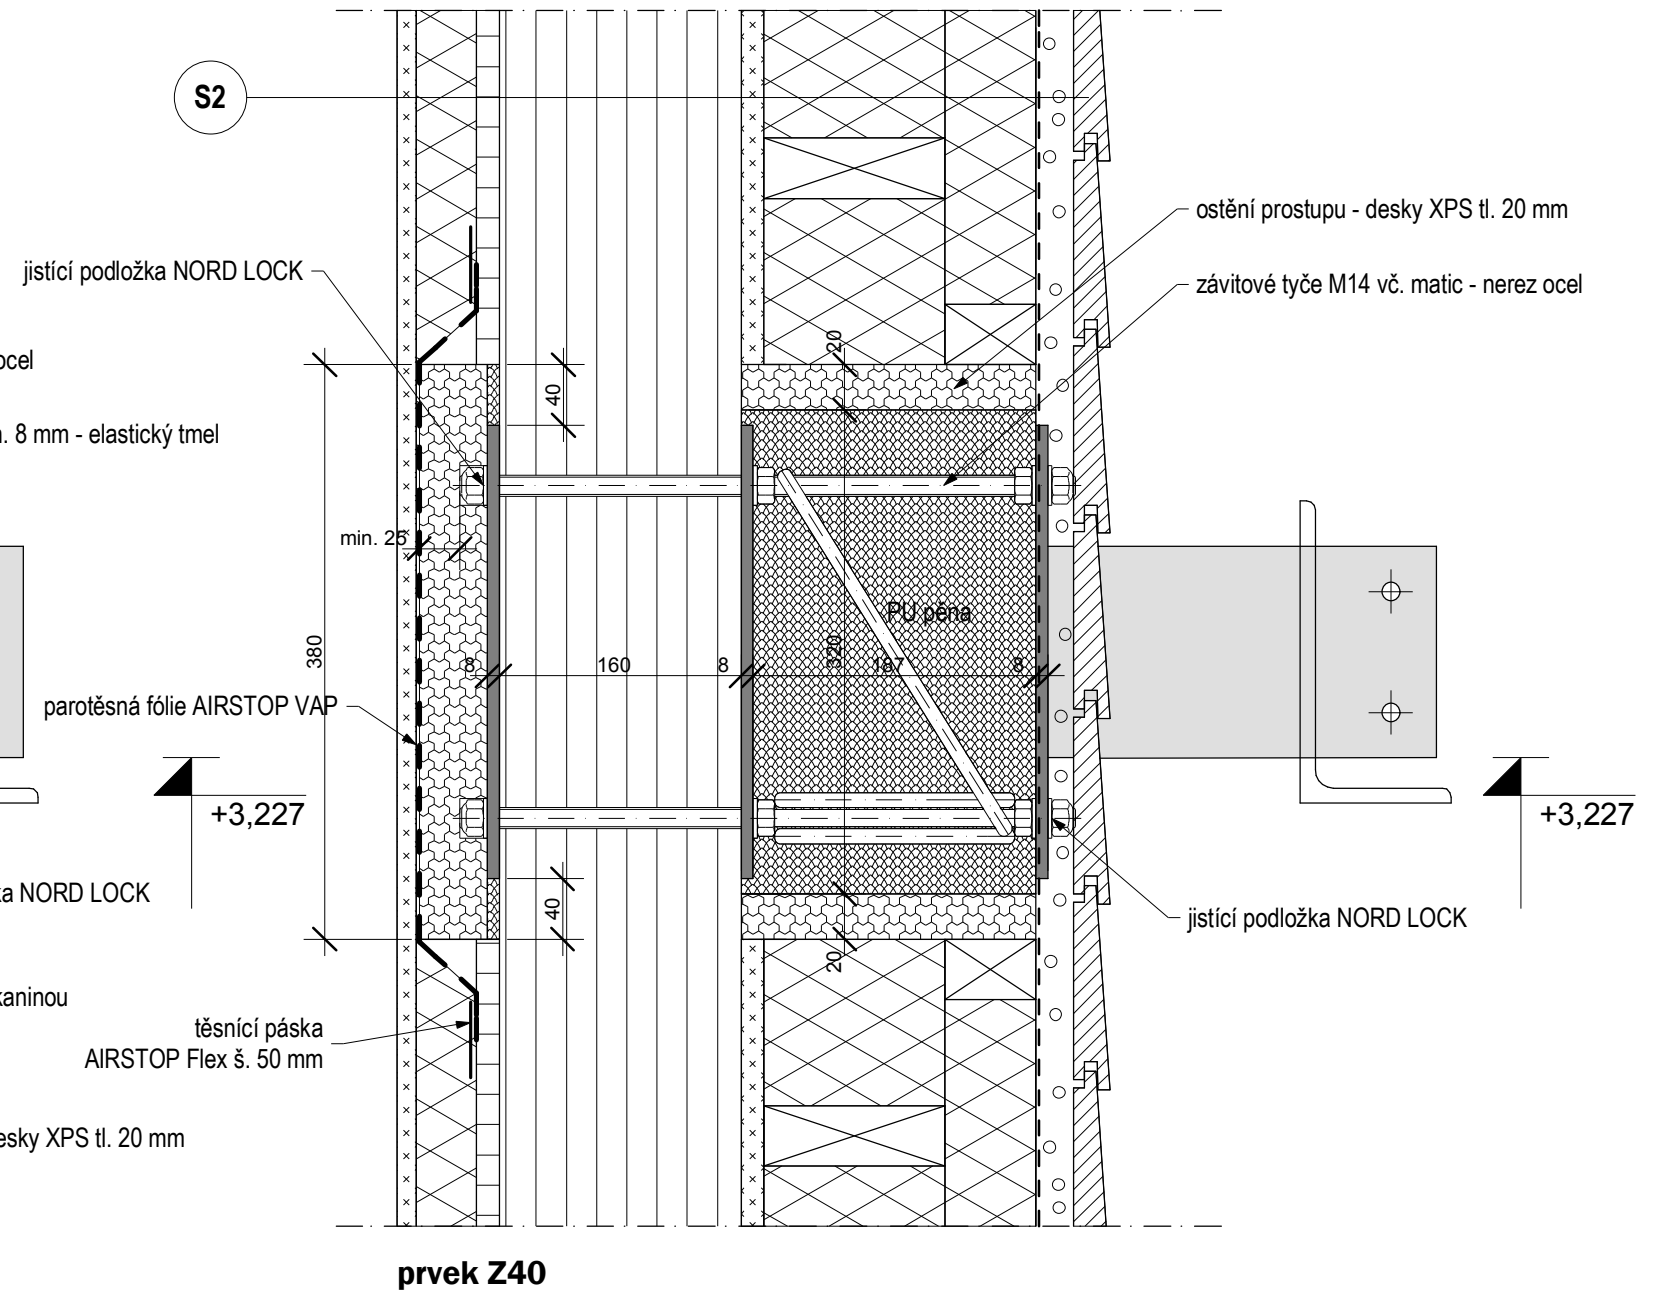 S2
ostění prostupu - desky XPS tl. 20 mm
jistící podložka NORD LOCK
závitové tyče M14 vč. matic - nerez ocel
20
ocel
40
. 8 mm - elastický tmel
min. 25
PU pěna
380
320
8
160
8
187
8
parotěsná fólie AIRSTOP VAP
+3,227
+3,227
ka NORD LOCK
40
jistící podložka NORD LOCK
20
kaninou
těsnící páska
AIRSTOP Flex š. 50 mm
esky XPS tl. 20 mm
prvek Z40